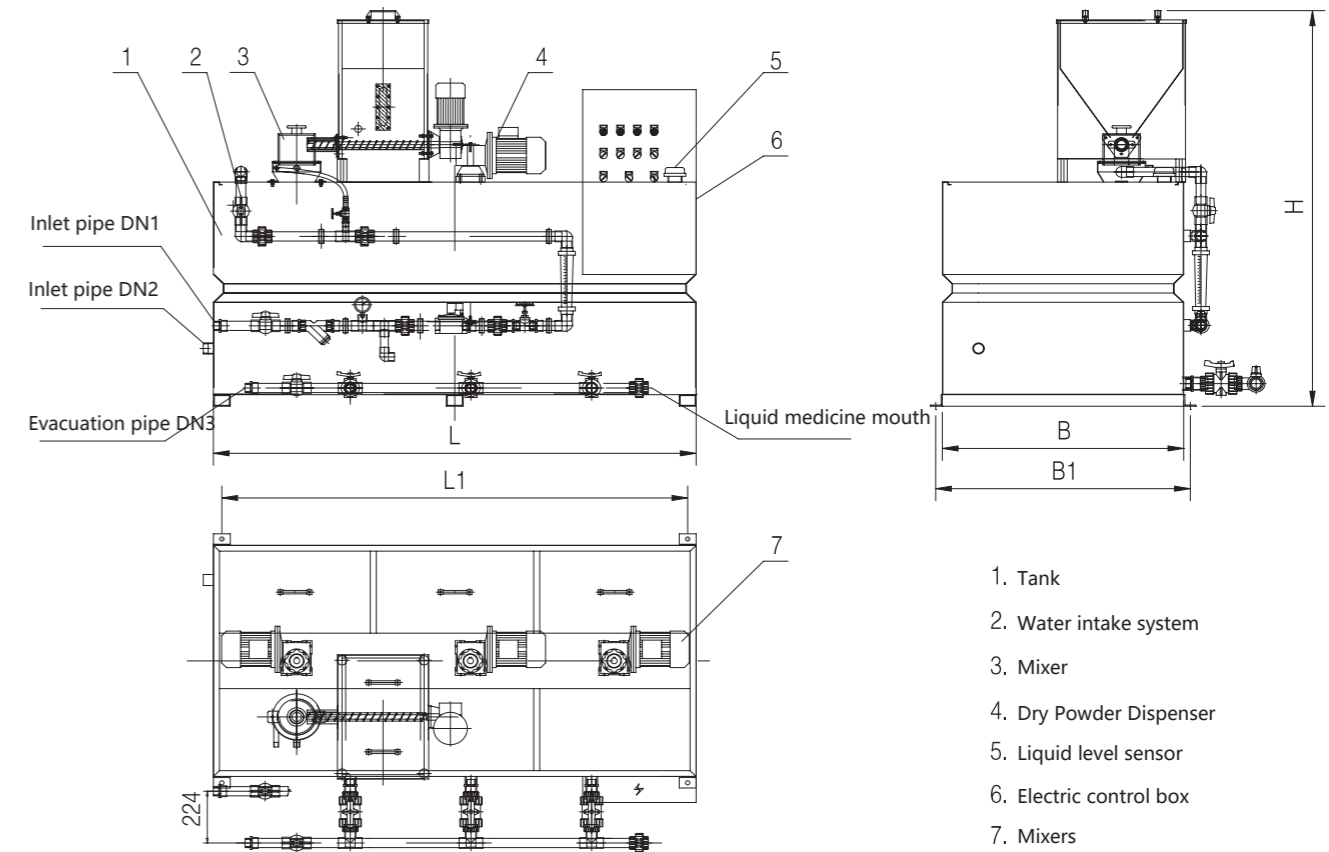 1
2
3
4
5
6
Inlet pipe DN1
Inlet pipe DN2
Evacuation pipe DN3
Liquid medicine mouth
L
L1
H
B
B1
7
224
1. Tank
2. Water intake system
3. Mixer
4. Dry Powder Dispenser
5. Liquid level sensor
6. Electric control box
7. Mixers